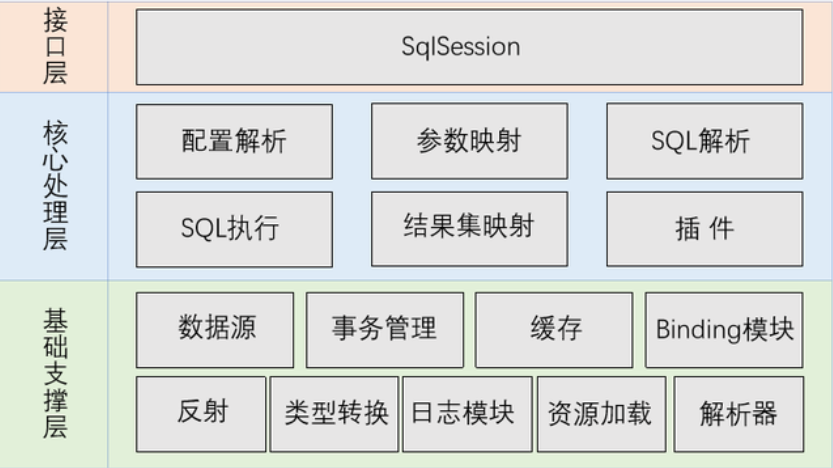 接口层
SqlSession
核心处理层
配置解析
参数映射
SQL解析
SQL执行
结果集映射
插 件
基础支撑层
数据源
事务管理
缓存
Binding模块
反射
类型转换
日志模块
资源加载
解析器